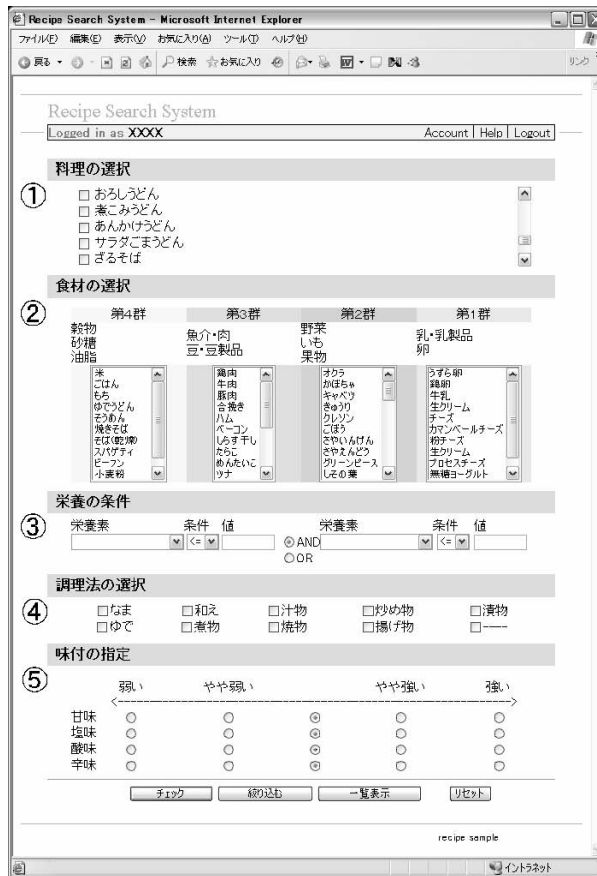 Recipe Search System - Microsoft Internet Explorer
ファイル(F) 編集(E) 表示(V) お気に入り(A) ツール(T) ヘルプ(H)
戻る 検索 お気に入り リンク
Recipe Search System
Logged in as XXXX Account | Help | Logout
料理の選択
①
おろしうどん
煮こみうどん
あんかけうどん
サラダごまうどん
ざるそば
食材の選択
②
第4群 第3群 第2群 第1群
穀物
砂糖
油脂
魚介・肉
豆・豆製品
野菜
いも
果物
乳・乳製品
卵
米
ごはん
もち
ゆでうどん
そうめん
焼きそば
そば(乾燥)
スパゲティ
ビーフン
小麦粉
鶏肉
牛肉
豚肉
合挽き
ハム
ベーコン
しらす干し
たらこ
めんたいこ
ツナ
オクラ
かぼちゃ
キャベツ
きゅうり
クレソン
ごぼう
さやいんげん
さやえんどう
グリーンピース
しその葉
うずら卵
鶏卵
牛乳
生クリーム
チーズ
カマンベールチーズ
粉チーズ
生クリーム
プロセスチーズ
無糖ヨーグルト
栄養の条件
③
栄養素 条件 値 栄養素 条件 値
<= AND <=
OR
調理法の選択
④
なま 和え 汁物 炒め物 漬物
ゆで 煮物 焼物 揚げ物 ----
味付の指定
⑤
弱い やや弱い やや強い 強い
<---------------------------------------------------------->
甘味
塩味
酸味
辛味
チェック 絞り込む 一覧表示 リセット
recipe sample
イントラネット